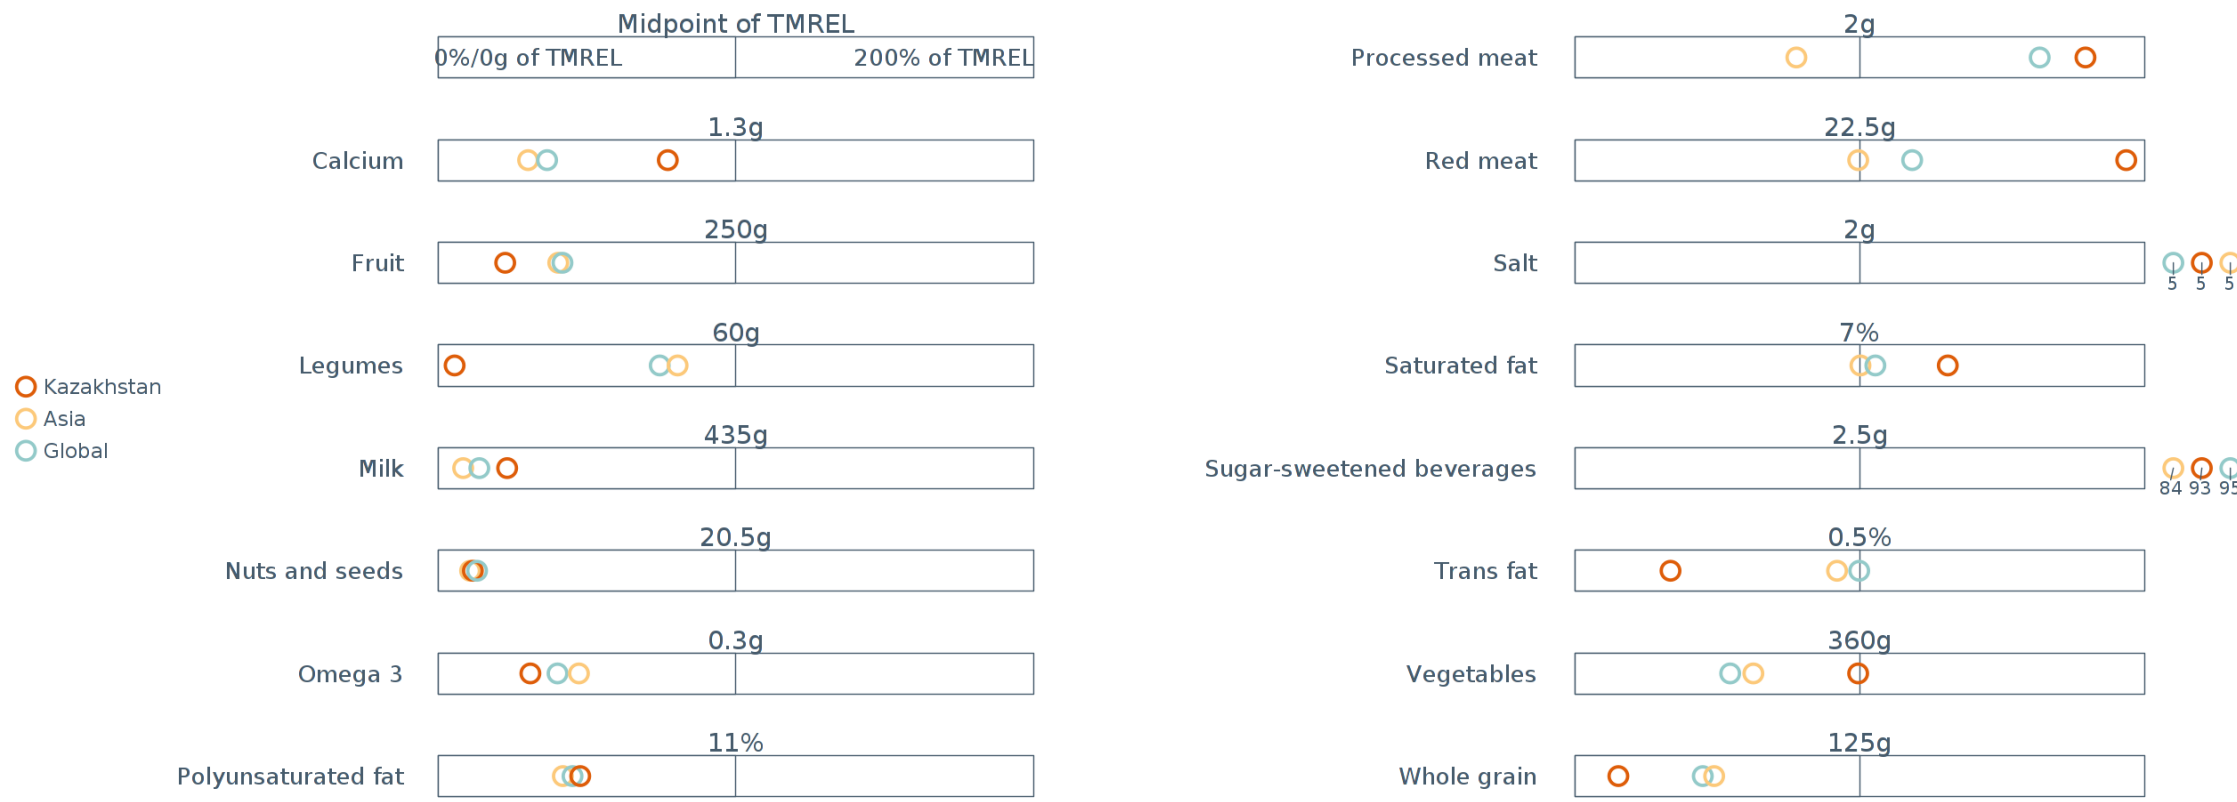 Midpoint of TMREL
0%/0g of TMREL
200% of TMREL
1.3g
Calcium
250g
Fruit
60g
Legumes
435g
Milk
20.5g
Nuts and seeds
0.3g
Omega 3
11%
Polyunsaturated fat
Kazakhstan
Asia
Global
2g
Processed meat
22.5g
Red meat
2g
Salt
5 5 5
7%
Saturated fat
2.5g
Sugar-sweetened beverages
84 93 95
0.5%
Trans fat
360g
Vegetables
125g
Whole grain